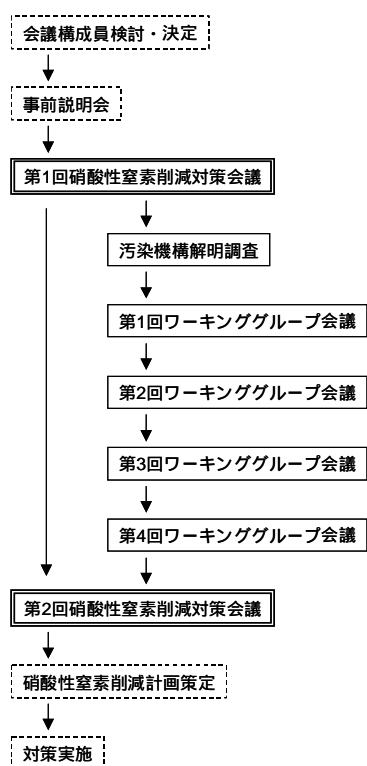 会議構成員検討・決定
事前説明会
第1回硝酸性窒素削減対策会議
汚染機構解明調査
第1回ワーキンググループ会議
第2回ワーキンググループ会議
第3回ワーキンググループ会議
第4回ワーキンググループ会議
第2回硝酸性窒素削減対策会議
硝酸性窒素削減計画策定
対策実施